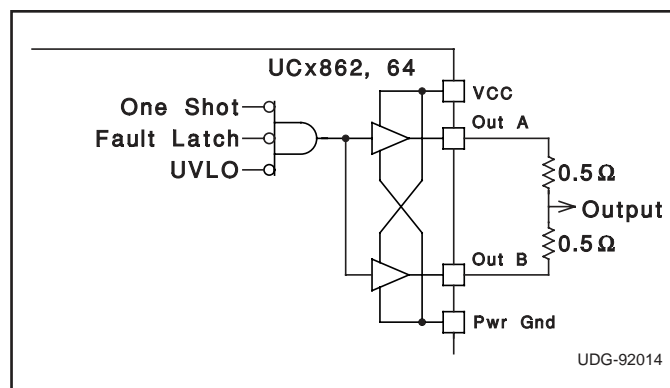 UCx862, 64
VCC
One Shot
Out A
Fault Latch
0.5Ω
UVLO
Output
0.5Ω
Out B
Pwr Gnd
UDG-92014